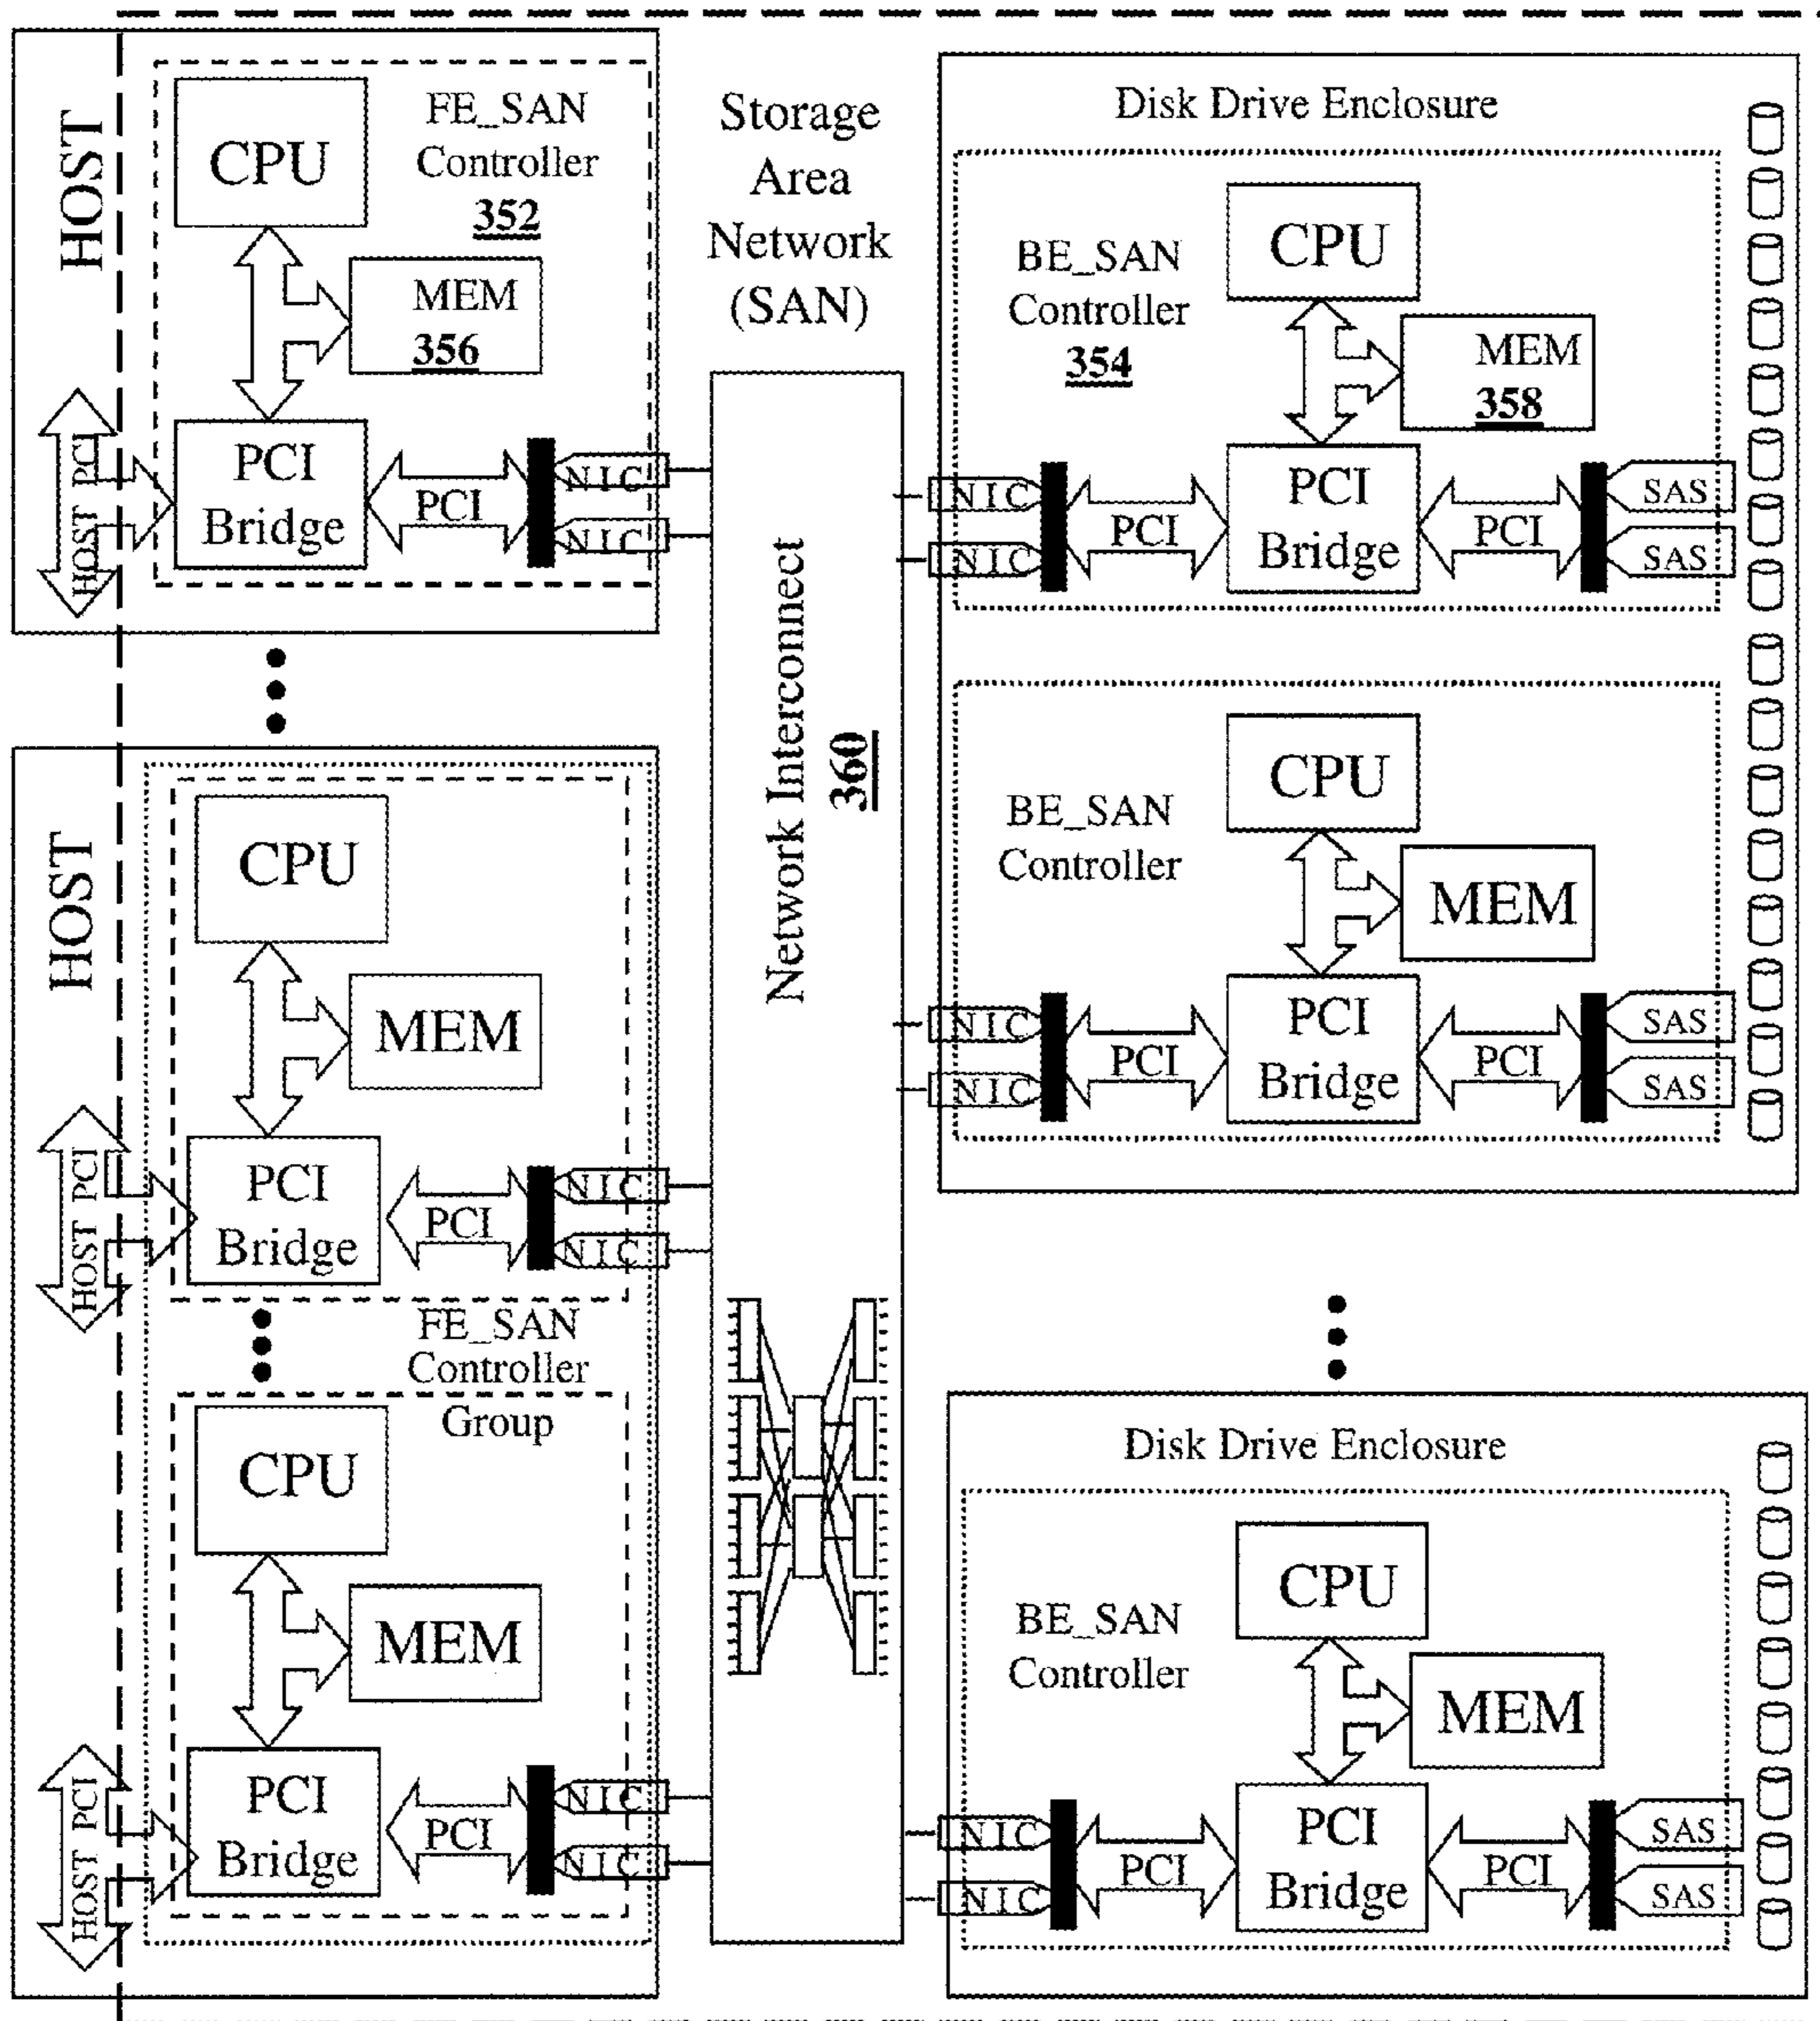 HOST
CPU
FE_SAN
Controller
352
MEM
356
HOST PCI
PCI
Bridge
PCI
NIC
NIC
HOST
CPU
MEM
HOST PCI
PCI
Bridge
PCI
NIC
NIC
FE_SAN
Controller
Group
CPU
MEM
HOST PCI
PCI
Bridge
PCI
NIC
NIC
Storage
Area
Network
(SAN)
Network Interconnect
360
Disk Drive Enclosure
BE_SAN
Controller
354
CPU
MEM
358
NIC
NIC
PCI
PCI
Bridge
PCI
SAS
SAS
BE_SAN
Controller
CPU
MEM
NIC
NIC
PCI
PCI
Bridge
PCI
SAS
SAS
Disk Drive Enclosure
BE_SAN
Controller
CPU
MEM
NIC
NIC
PCI
PCI
Bridge
PCI
SAS
SAS